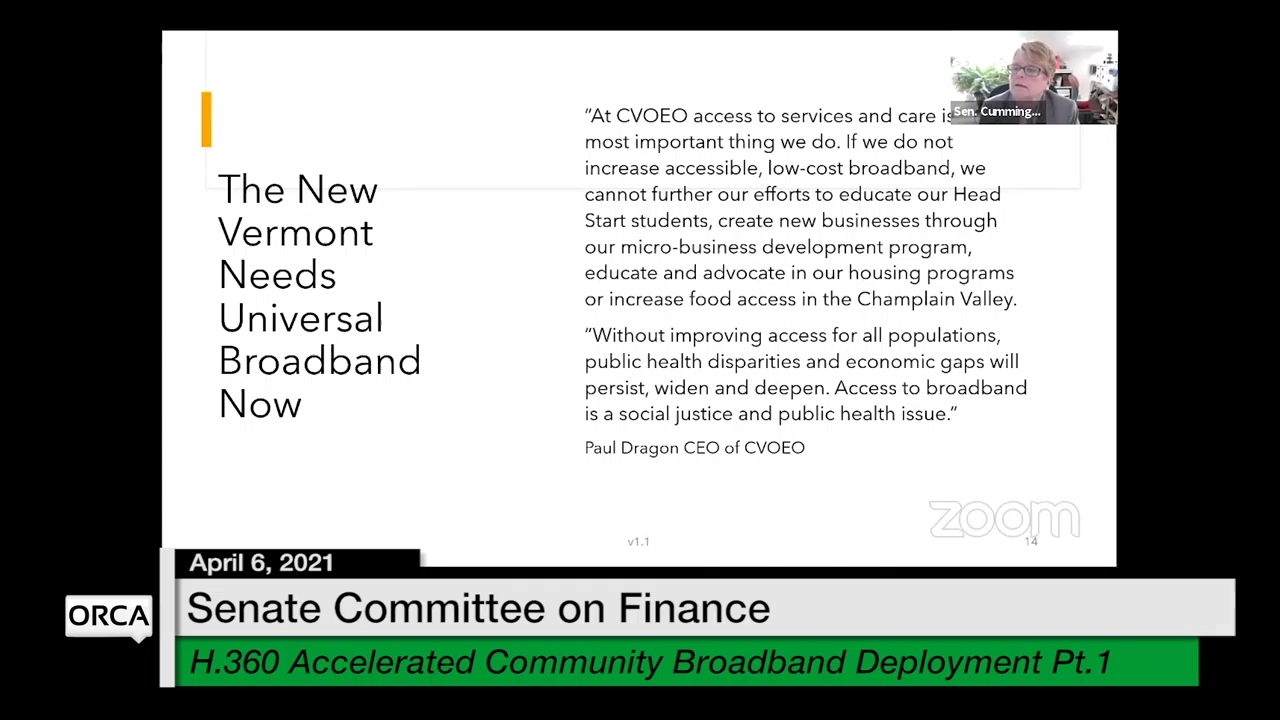 Sen. Cumming...
The New
Vermont
Needs
Universal
Broadband
Now
“At CVOEO access to services and care is
most important thing we do. If we do not
increase accessible, low-cost broadband, we
cannot further our efforts to educate our Head
Start students, create new businesses through
our micro-business development program,
educate and advocate in our housing programs
or increase food access in the Champlain Valley.
“Without improving access for all populations,
public health disparities and economic gaps will
persist, widen and deepen. Access to broadband
is a social justice and public health issue.”
Paul Dragon CEO of CVOEO
zoom
v1.1
14
April 6, 2021
ORCA
Senate Committee on Finance
H.360 Accelerated Community Broadband Deployment Pt.1